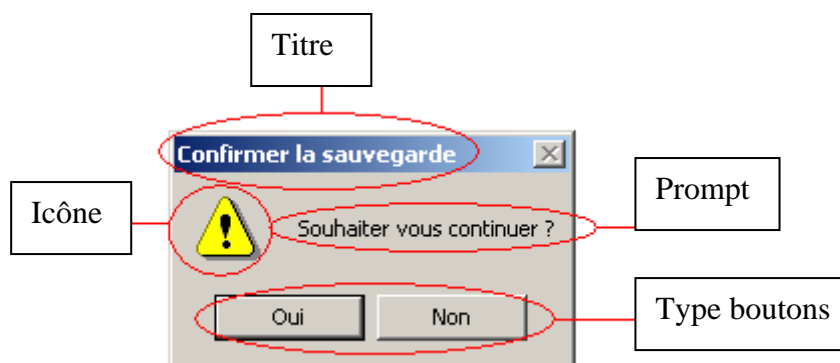 Titre
Confirmer la sauvegarde
Icône
Souhaiter vous continuer ?
Prompt
Oui
Non
Type boutons